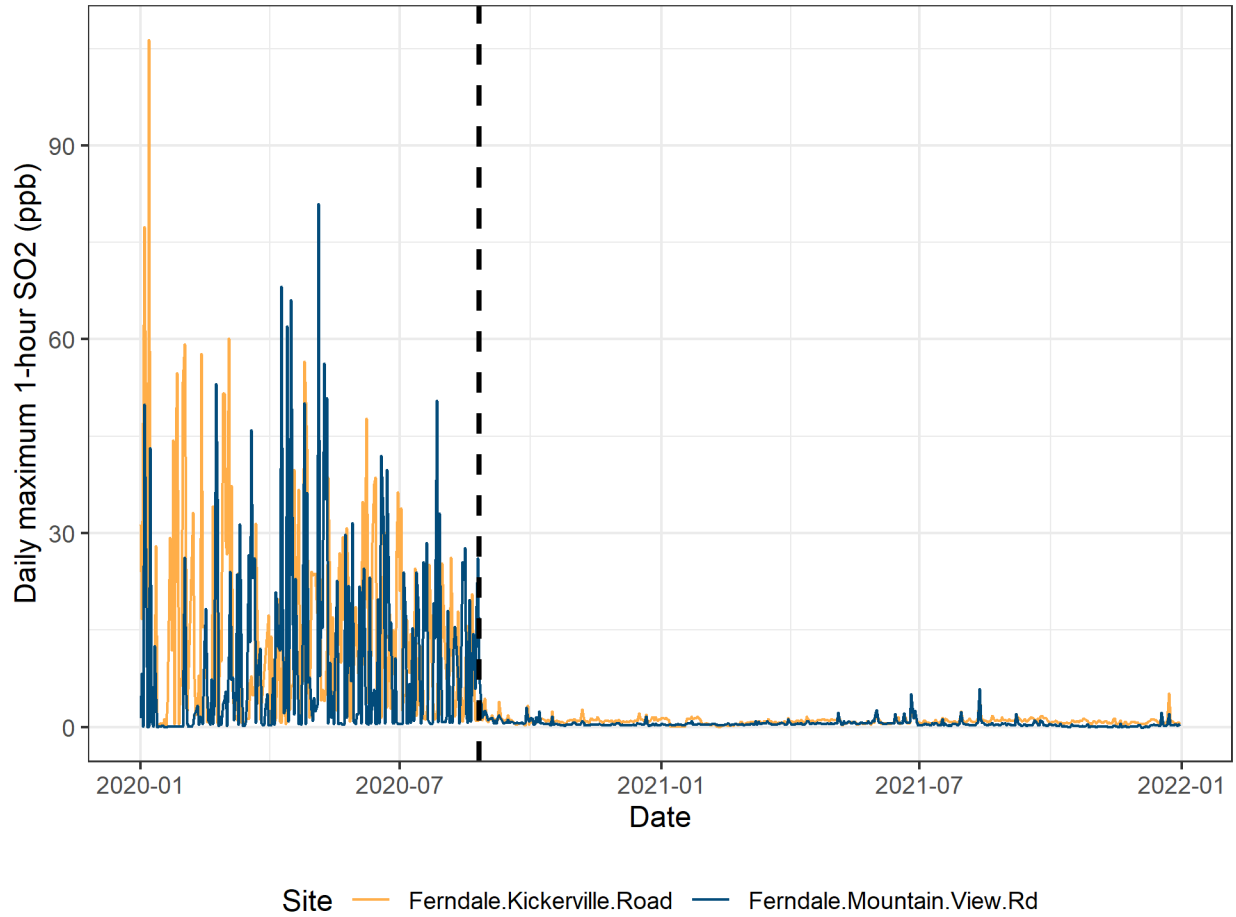 Daily maximum 1-hour SO2 (ppb)
90
60
30
0
2020-01 2020-07 2021-01 2021-07 2022-01
Date
Site Ferndale.Kickerville.Road Ferndale.Mountain.View.Rd